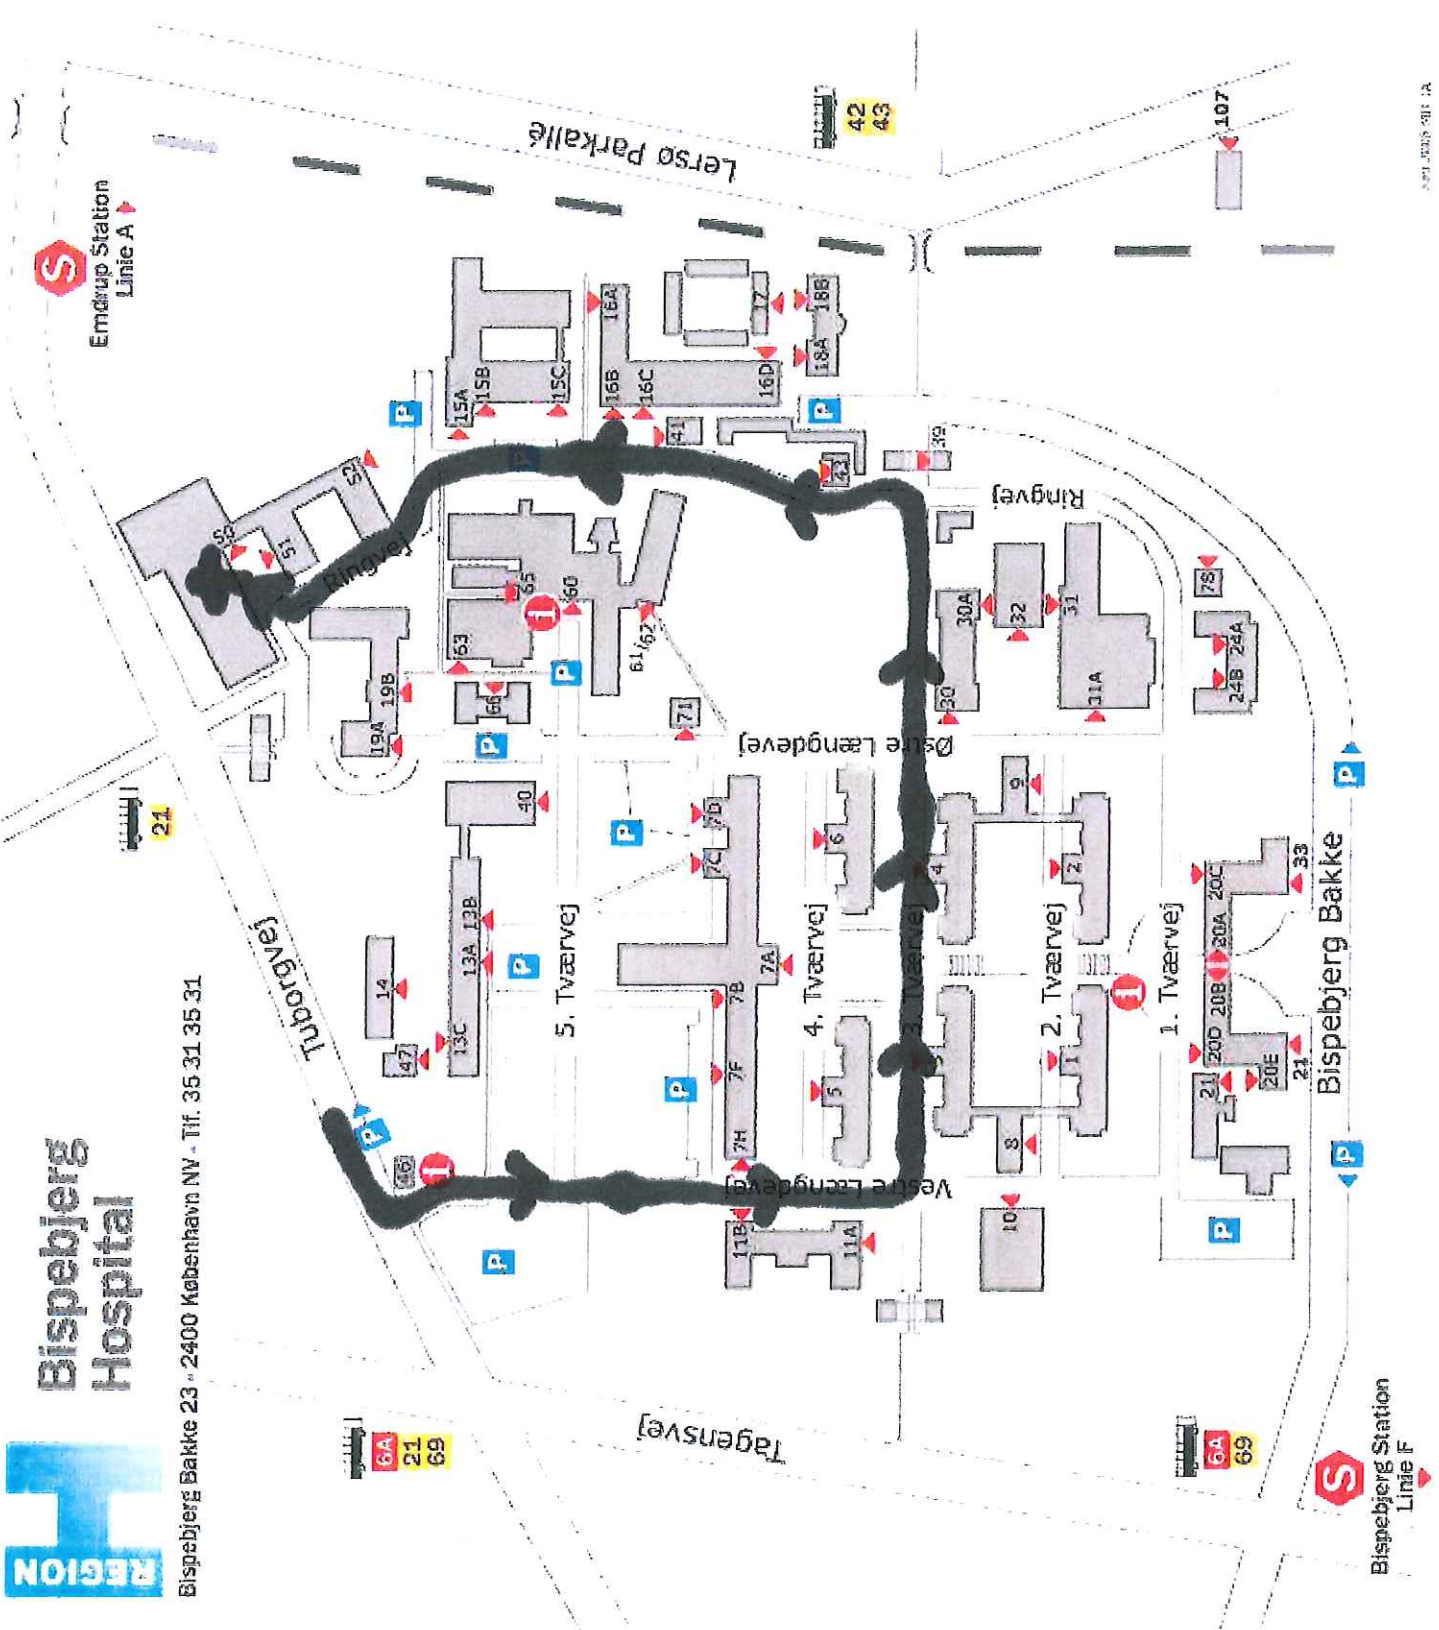 REGION
Bispebjerg
Hospital
Bispebjerg Bakke 23 - 2400 København NV - Tlf. 35 31 35 31
Emdrup Station
Linie A
21
Tuborgvej
6A
21
69
Tagensvej
6A
69
Bispebjerg Station
Linie F
Bispebjerg Bakke
Lersø Parkallé
42
43
107
Ringvej
Ringvej
Østre Længdevej
Vestre Længdevej
5. Tværvej
4. Tværvej
3. Tværvej
2. Tværvej
1. Tværvej
50
51
52
19A
19B
15A
15B
15C
16A
16B
16C
16D
17
18A
18B
41
43
39
63
65
60
66
61/62
71
40
14
47
13A
13B
13C
46
7A
7B
7C
7D
7F
7H
11A
11B
5
6
3
4
30
30A
32
31
31A
9
2
1
8
10
78
24A
24B
20A
20B
20C
20D
20E
21
21
33
P
P
P
P
P
P
P
P
P
P
P
P
P
P
S
S
i
i
i